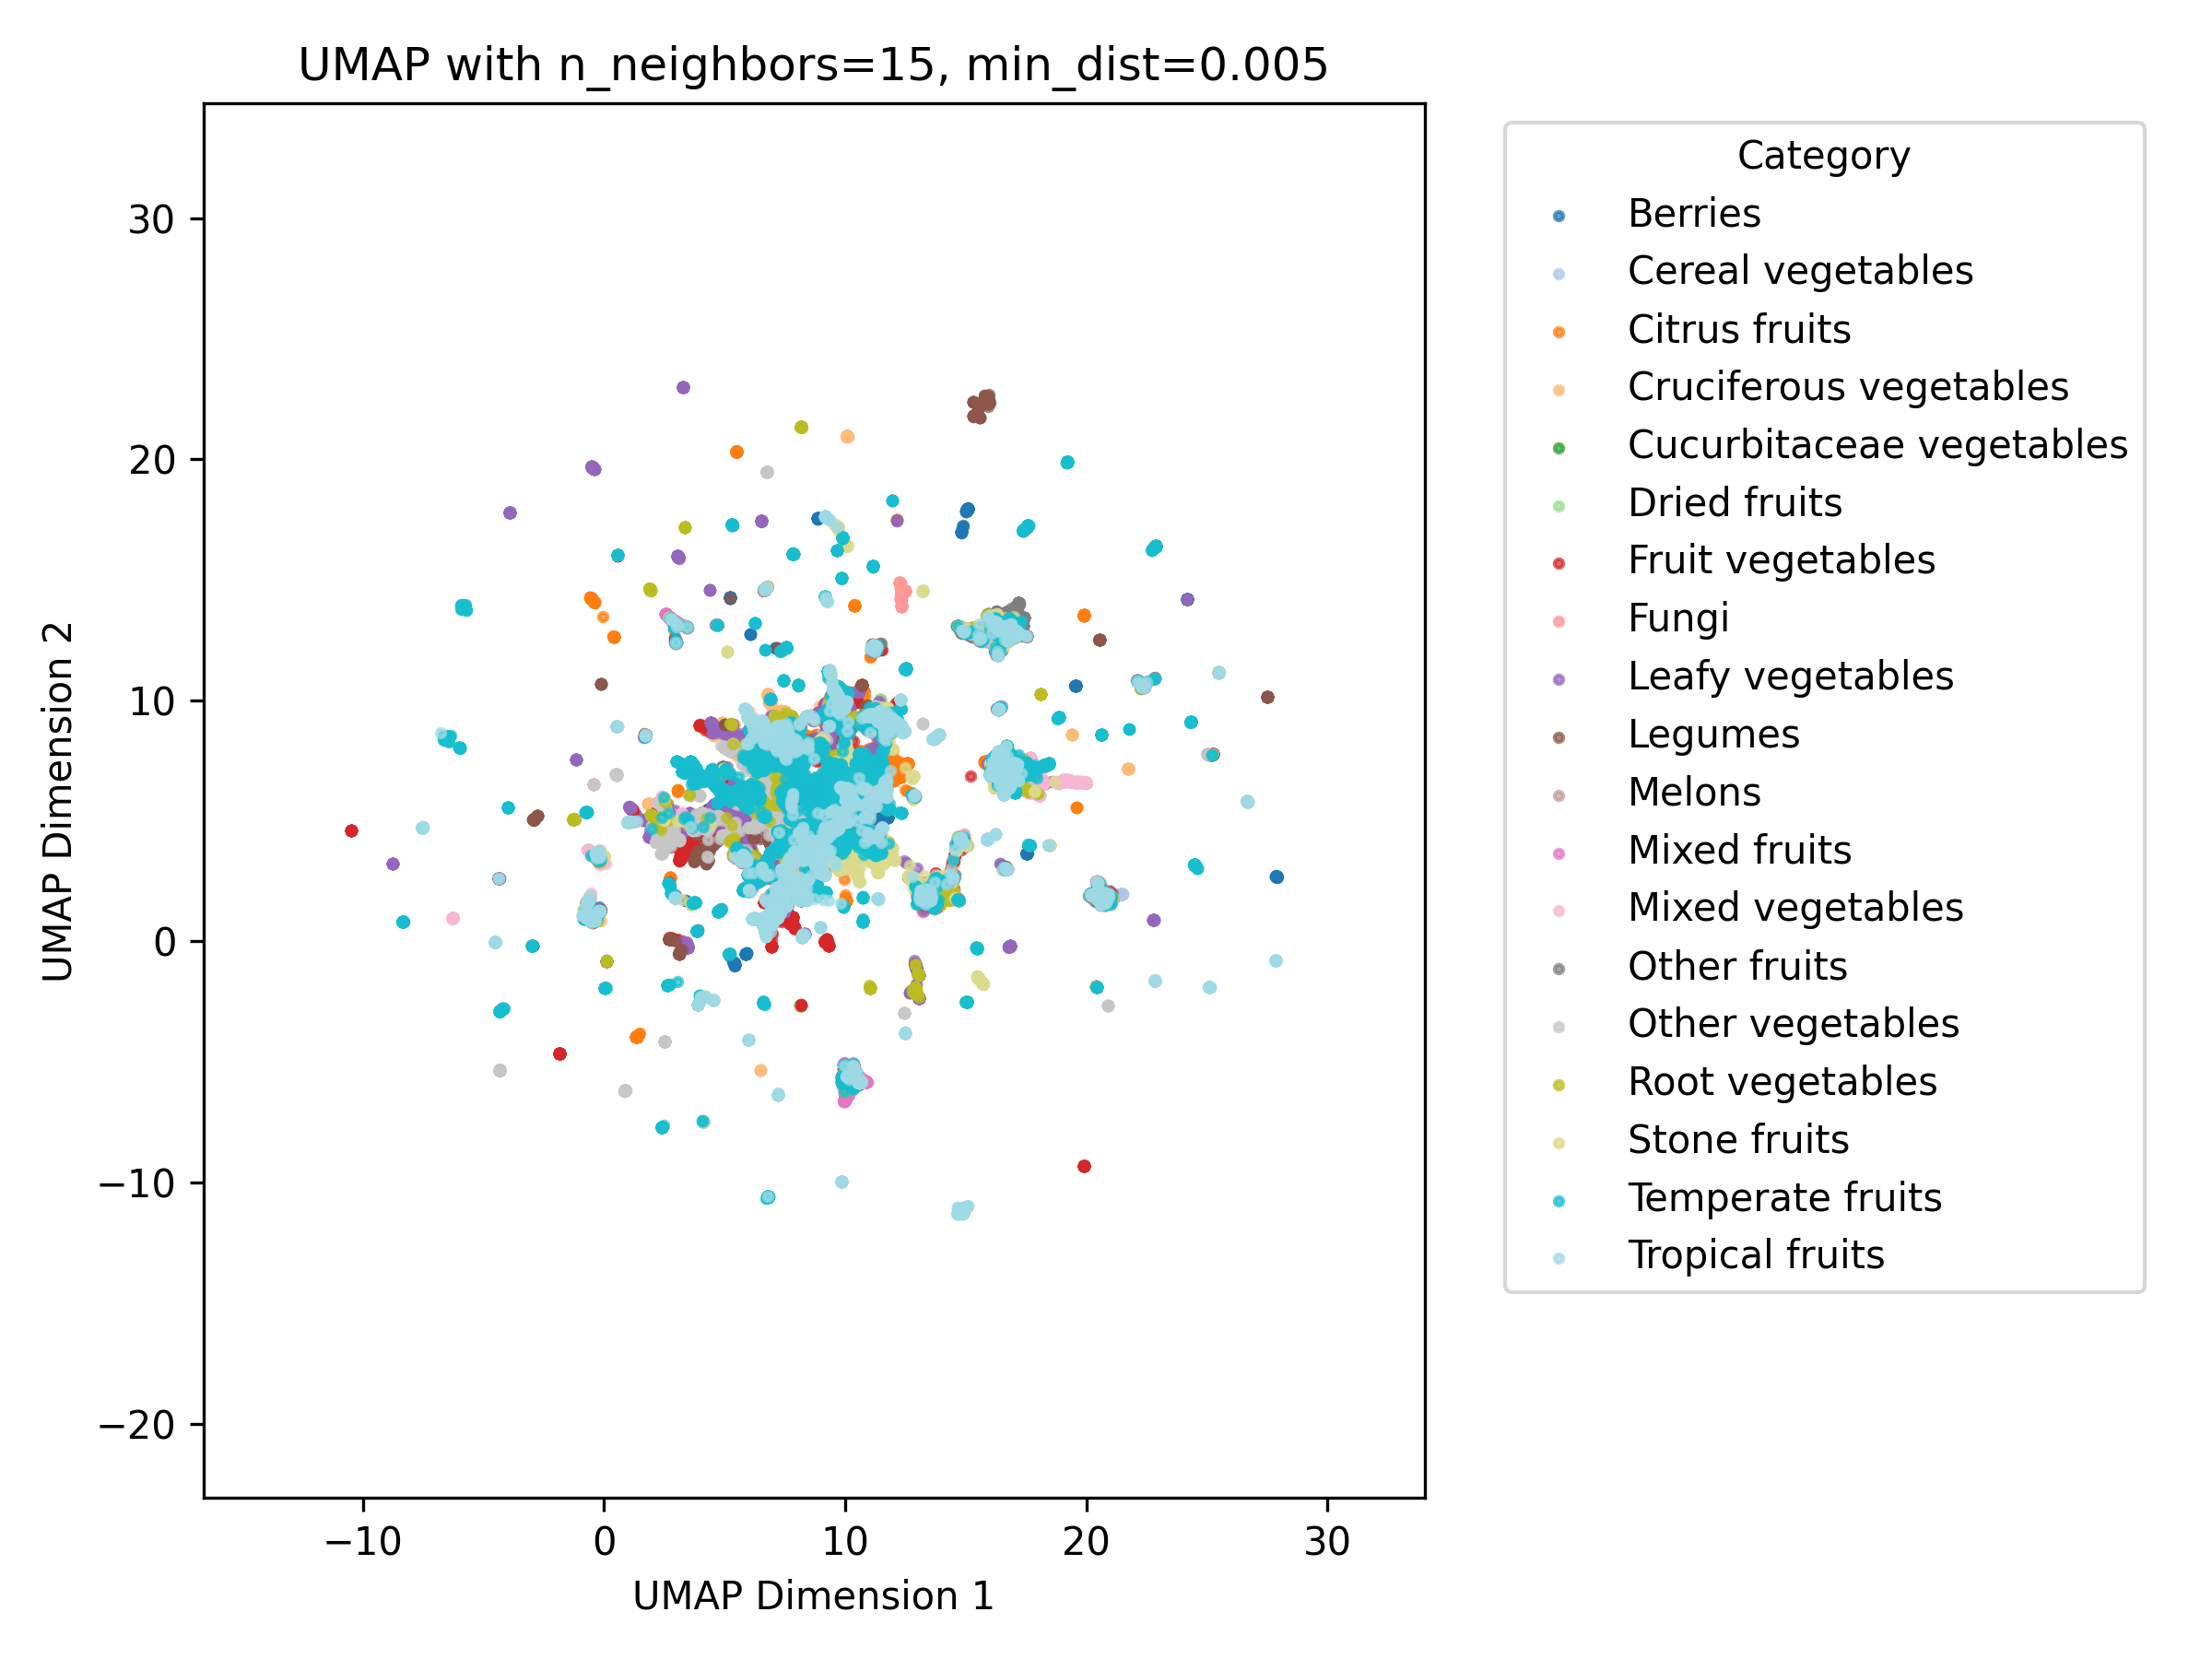 UMAP with n_neighbors=15, min_dist=0.005
UMAP Dimension 2
30
20
10
0
−10
−20
−10
0
10
20
30
UMAP Dimension 1
Category
Berries
Cereal vegetables
Citrus fruits
Cruciferous vegetables
Cucurbitaceae vegetables
Dried fruits
Fruit vegetables
Fungi
Leafy vegetables
Legumes
Melons
Mixed fruits
Mixed vegetables
Other fruits
Other vegetables
Root vegetables
Stone fruits
Temperate fruits
Tropical fruits